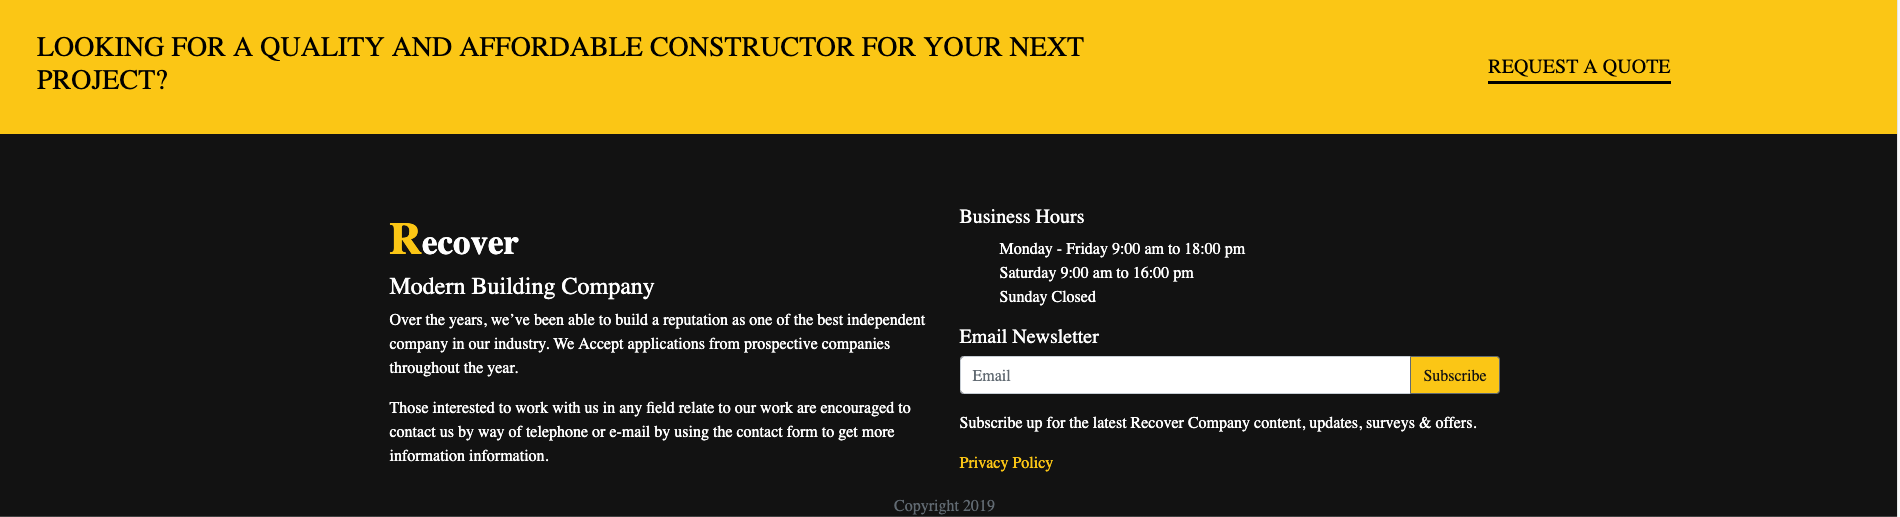 LOOKING FOR A QUALITY AND AFFORDABLE CONSTRUCTOR FOR YOUR NEXT
PROJECT?
REQUEST A QUOTE
Recover
Modern Building Company
Over the years, we’ve been able to build a reputation as one of the best independent
company in our industry. We Accept applications from prospective companies
throughout the year.
Those interested to work with us in any field relate to our work are encouraged to
contact us by way of telephone or e-mail by using the contact form to get more
information information.
Business Hours
Monday - Friday 9:00 am to 18:00 pm
Saturday 9:00 am to 16:00 pm
Sunday Closed
Email Newsletter
Email
Subscribe
Subscribe up for the latest Recover Company content, updates, surveys & offers.
Privacy Policy
Copyright 2019